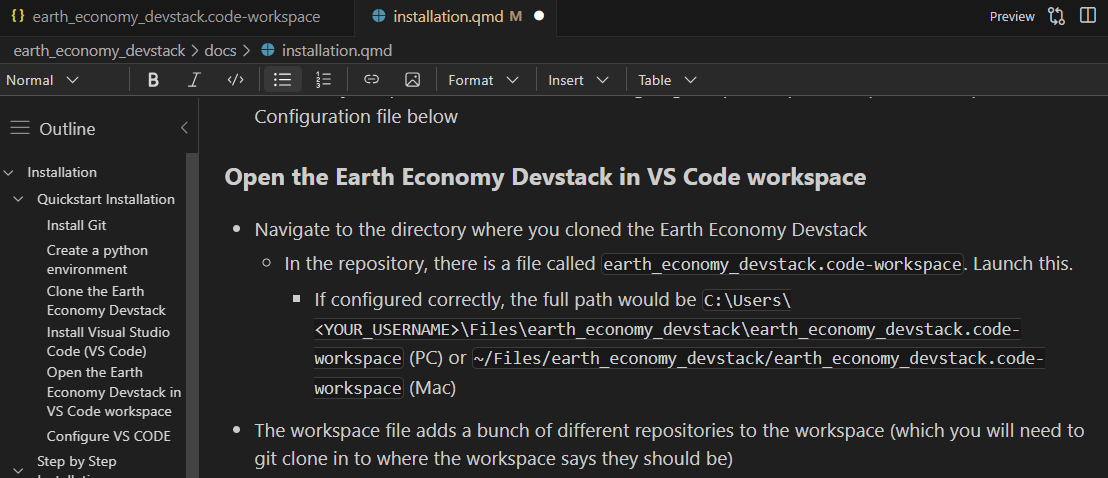 {} earth_economy_devstack.code-workspace
installation.qmd M
Preview
earth_economy_devstack > docs > installation.qmd
Normal B I </> Format Insert Table
Outline
Installation
Quickstart Installation
Install Git
Create a python
environment
Clone the Earth
Economy Devstack
Install Visual Studio
Code (VS Code)
Open the Earth
Economy Devstack in
VS Code workspace
Configure VS CODE
Step by Step
Configuration file below
Open the Earth Economy Devstack in VS Code workspace
• Navigate to the directory where you cloned the Earth Economy Devstack
In the repository, there is a file called earth_economy_devstack.code-workspace. Launch this.
If configured correctly, the full path would be C:\Users\
<YOUR_USERNAME>\Files\earth_economy_devstack\earth_economy_devstack.code-
workspace (PC) or ~/Files/earth_economy_devstack/earth_economy_devstack.code-
workspace (Mac)
• The workspace file adds a bunch of different repositories to the workspace (which you will need to
git clone in to where the workspace says they should be)